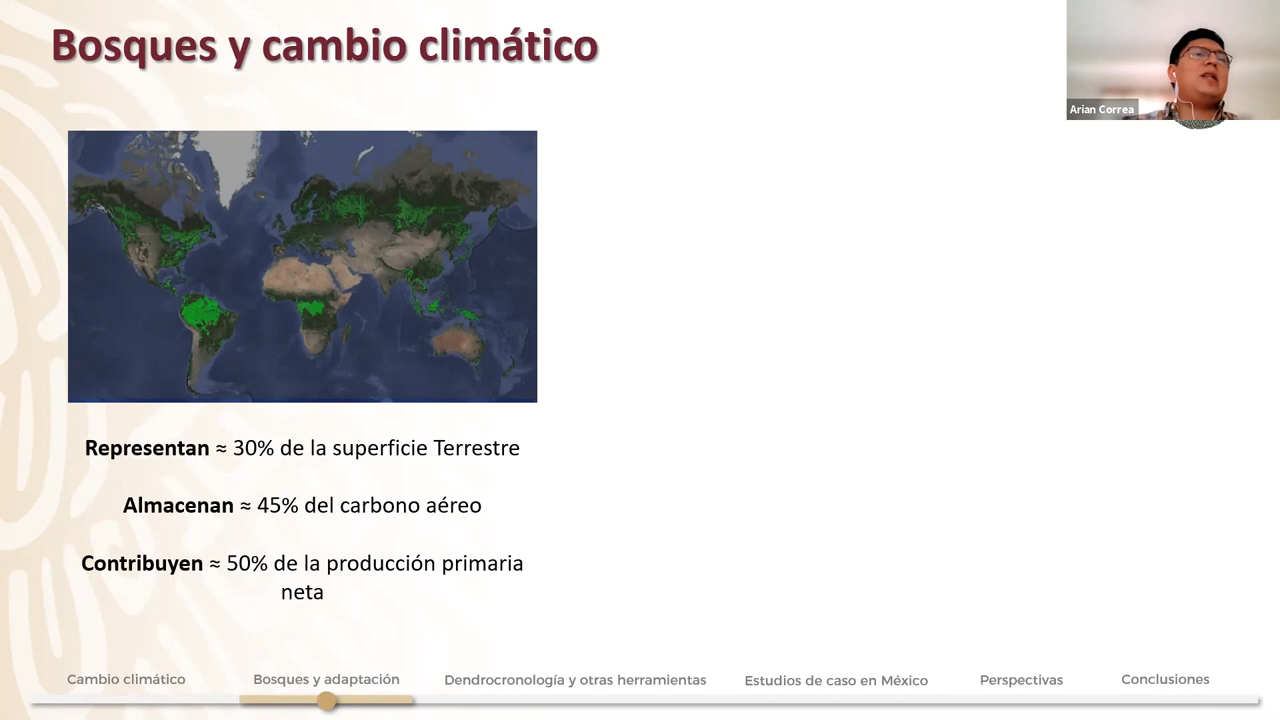 Bosques y cambio climático
Arian Correa
Representan ≈ 30% de la superficie Terrestre
Almacenan ≈ 45% del carbono aéreo
Contribuyen ≈ 50% de la producción primaria
neta
Cambio climático
Bosques y adaptación
Dendrocronología y otras herramientas
Estudios de caso en México
Perspectivas
Conclusiones